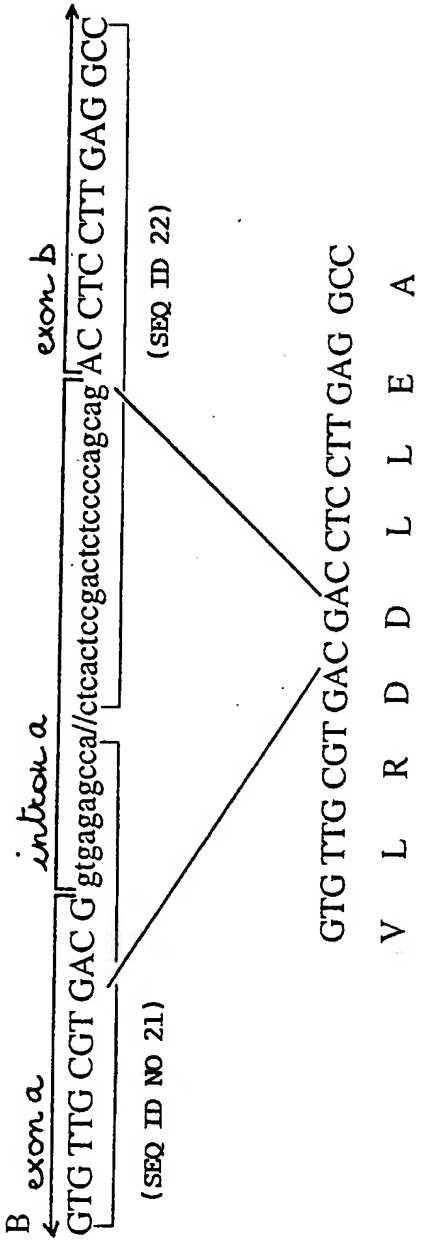 B
exon a intron a exon b
GTG TTG CGT GAC G gtgagagcca//ctcactccgactctccccagcag AC CTC CTT GAG GCC
(SEQ ID NO 21) (SEQ ID 22)
GTG TTG CGT GAC GAC CTC CTT GAG GCC
V L R D D L L E A